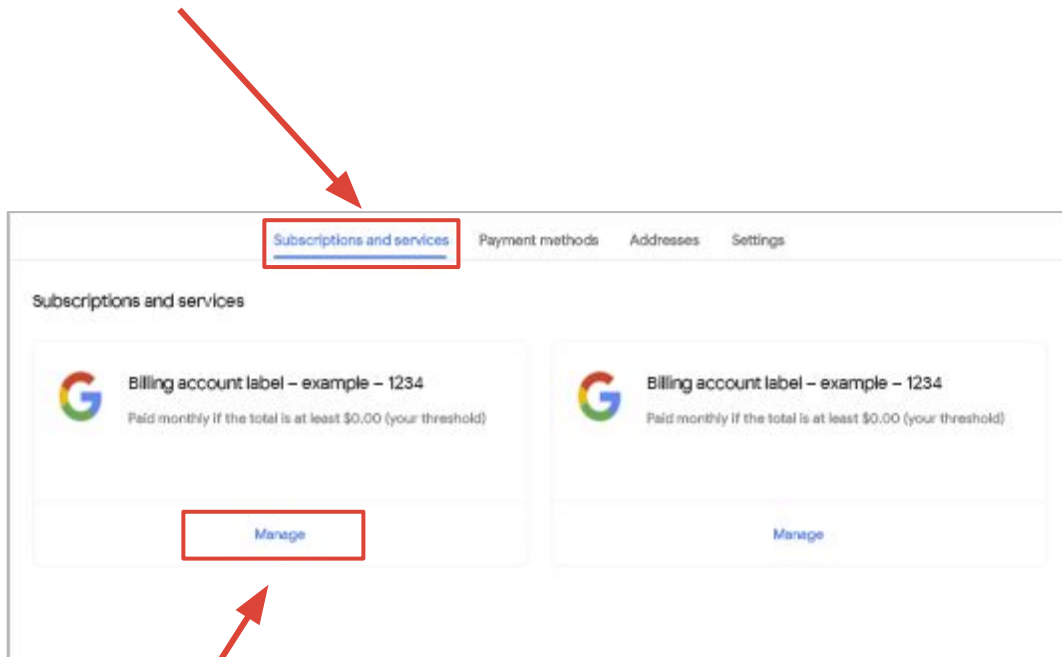 Subscriptions and services Payment methods Addresses Settings
Subscriptions and services
Billing account label – example – 1234
Paid monthly if the total is at least $0.00 (your threshold)
Manage
Billing account label – example – 1234
Paid monthly if the total is at least $0.00 (your threshold)
Manage